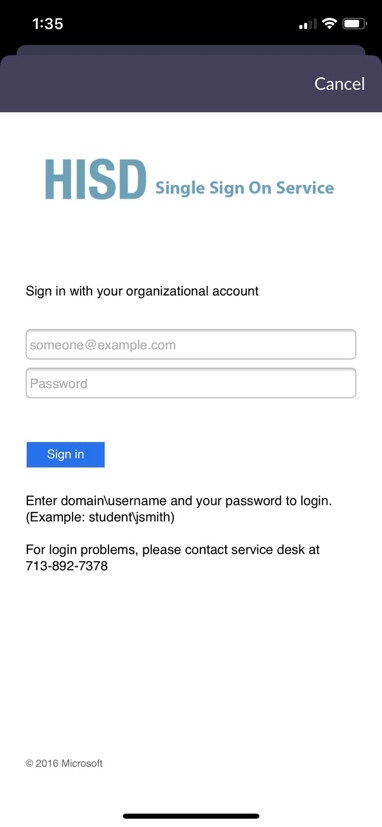 1:35
Cancel
HISD Single Sign On Service
Sign in with your organizational account
someone@example.com
Password
Sign in
Enter domain\username and your password to login.
(Example: student\jsmith)
For login problems, please contact service desk at
713-892-7378
© 2016 Microsoft